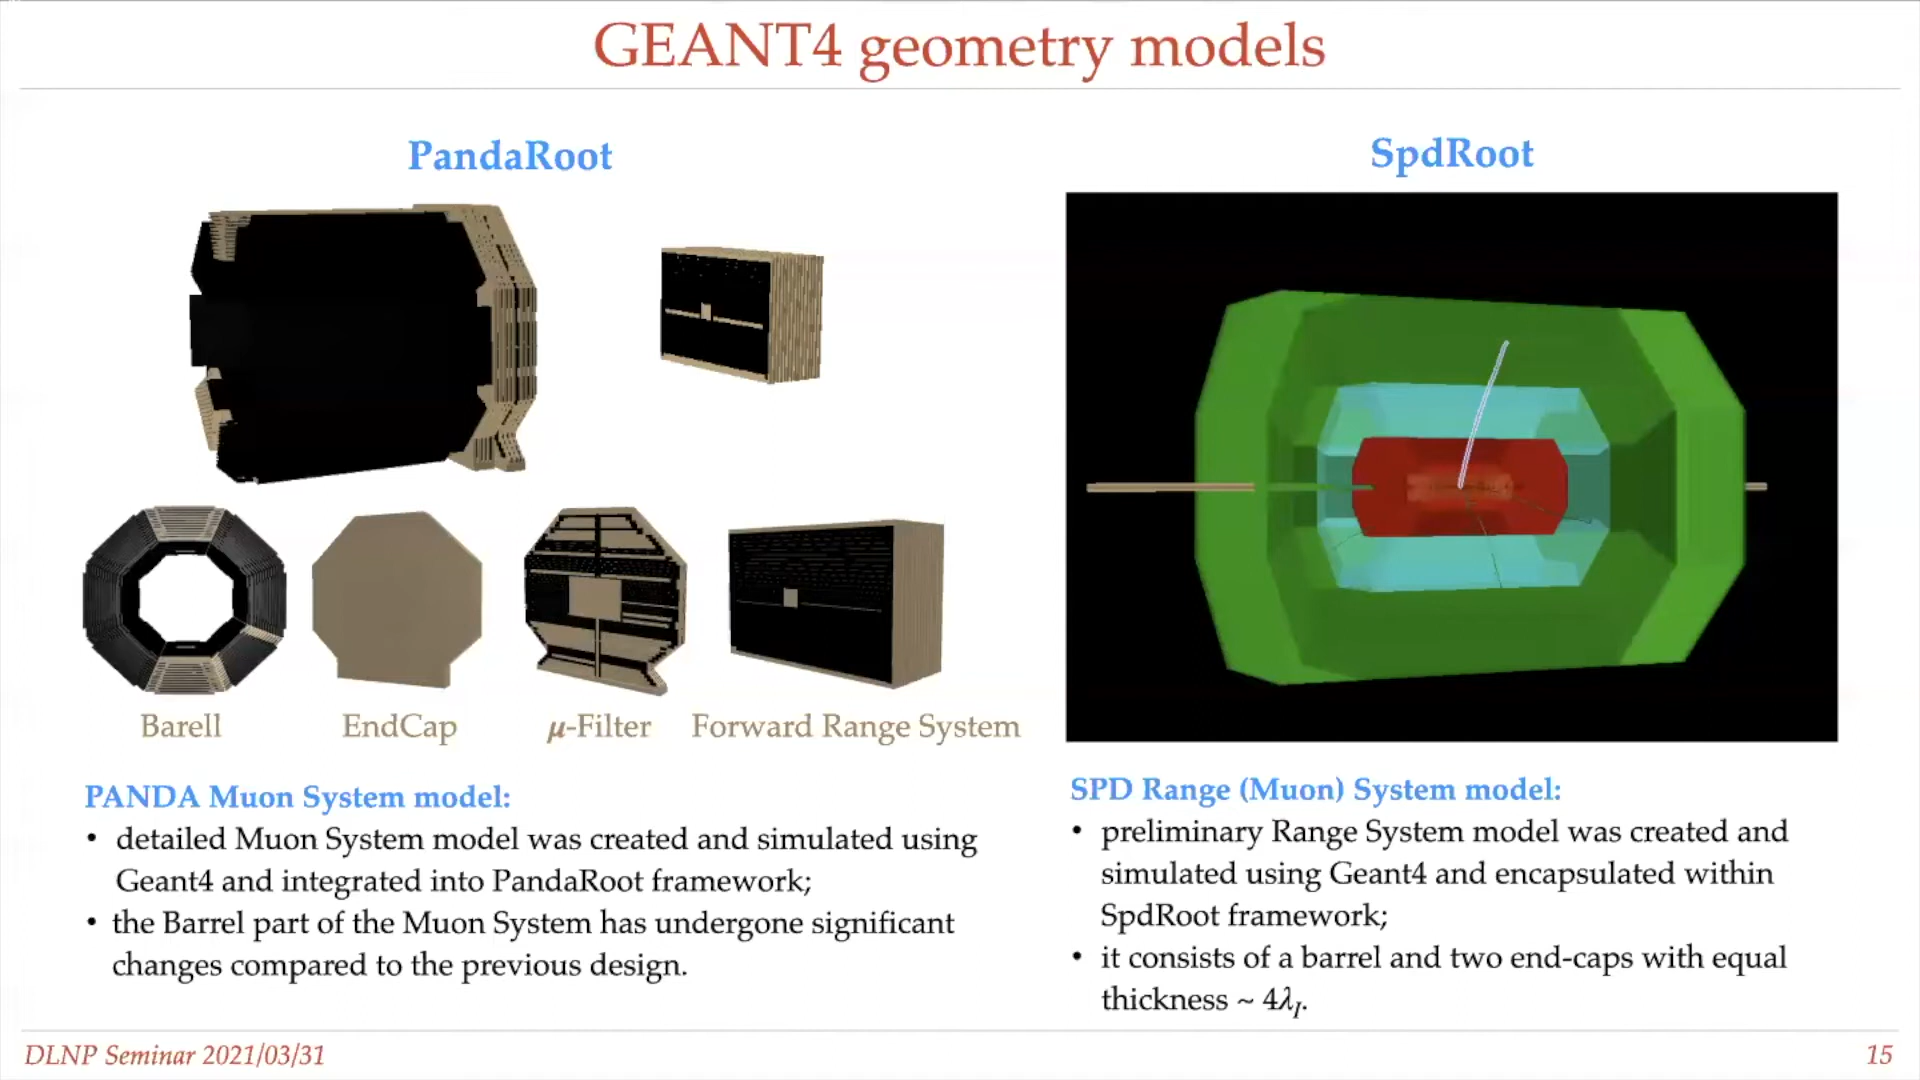 GEANT4 geometry models
PandaRoot
SpdRoot
Barell
EndCap
μ-Filter
Forward Range System
PANDA Muon System model:
• detailed Muon System model was created and simulated using
Geant4 and integrated into PandaRoot framework;
• the Barrel part of the Muon System has undergone significant
changes compared to the previous design.
SPD Range (Muon) System model:
• preliminary Range System model was created and
simulated using Geant4 and encapsulated within
SpdRoot framework;
• it consists of a barrel and two end-caps with equal
thickness ~ 4λ_I.
DLNP Seminar 2021/03/31
15